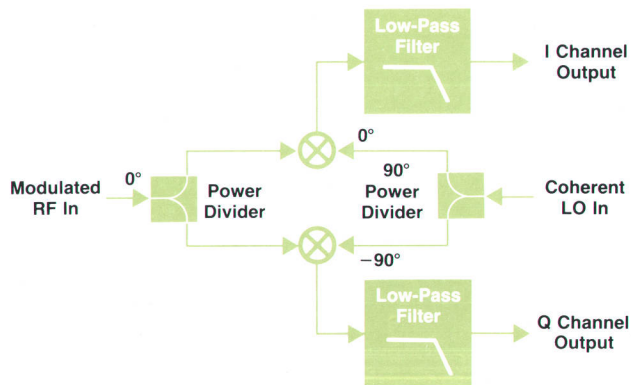 Low-Pass
Filter
I Channel
Output
0°
90°
0°
Modulated
RF In
Power
Divider
Power
Divider
Coherent
LO In
−90°
Low-Pass
Filter
Q Channel
Output